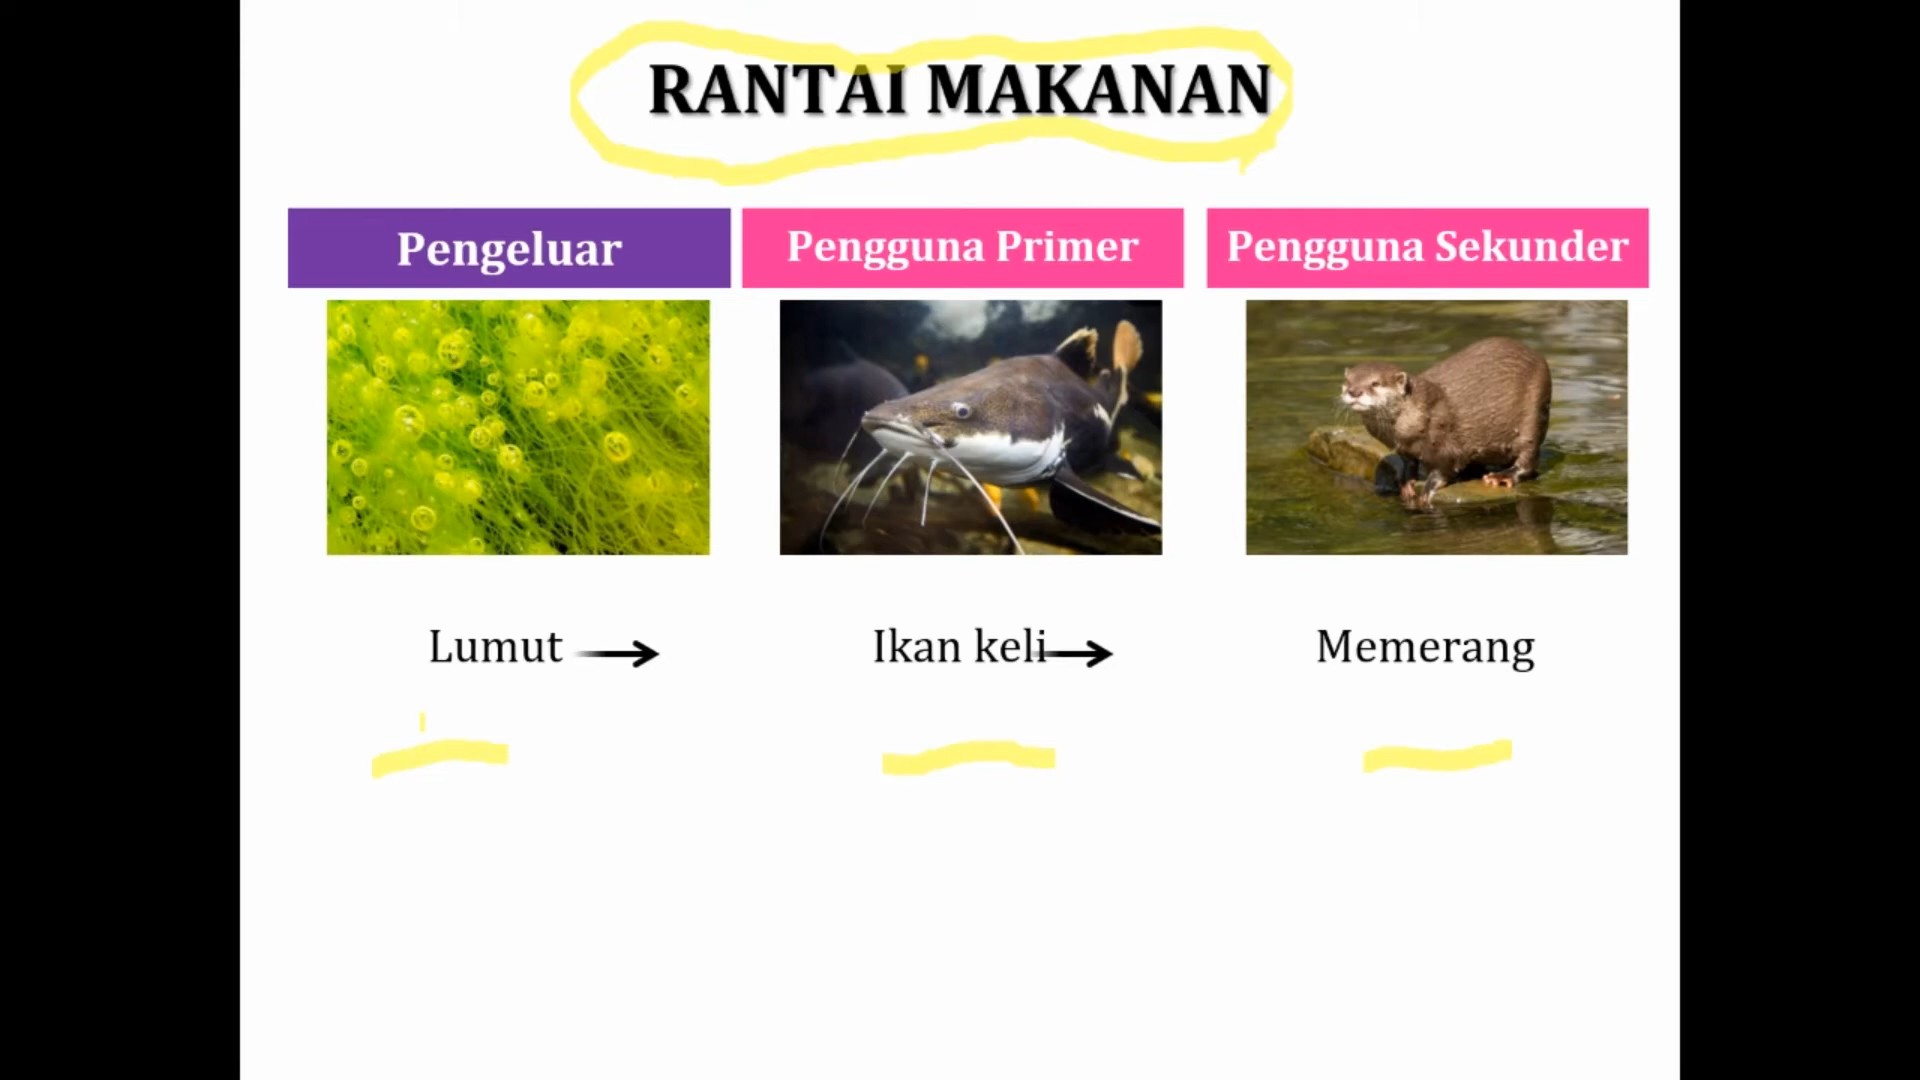 RANTAI MAKANAN
Pengeluar
Pengguna Primer
Pengguna Sekunder
Lumut
Ikan keli
Memerang